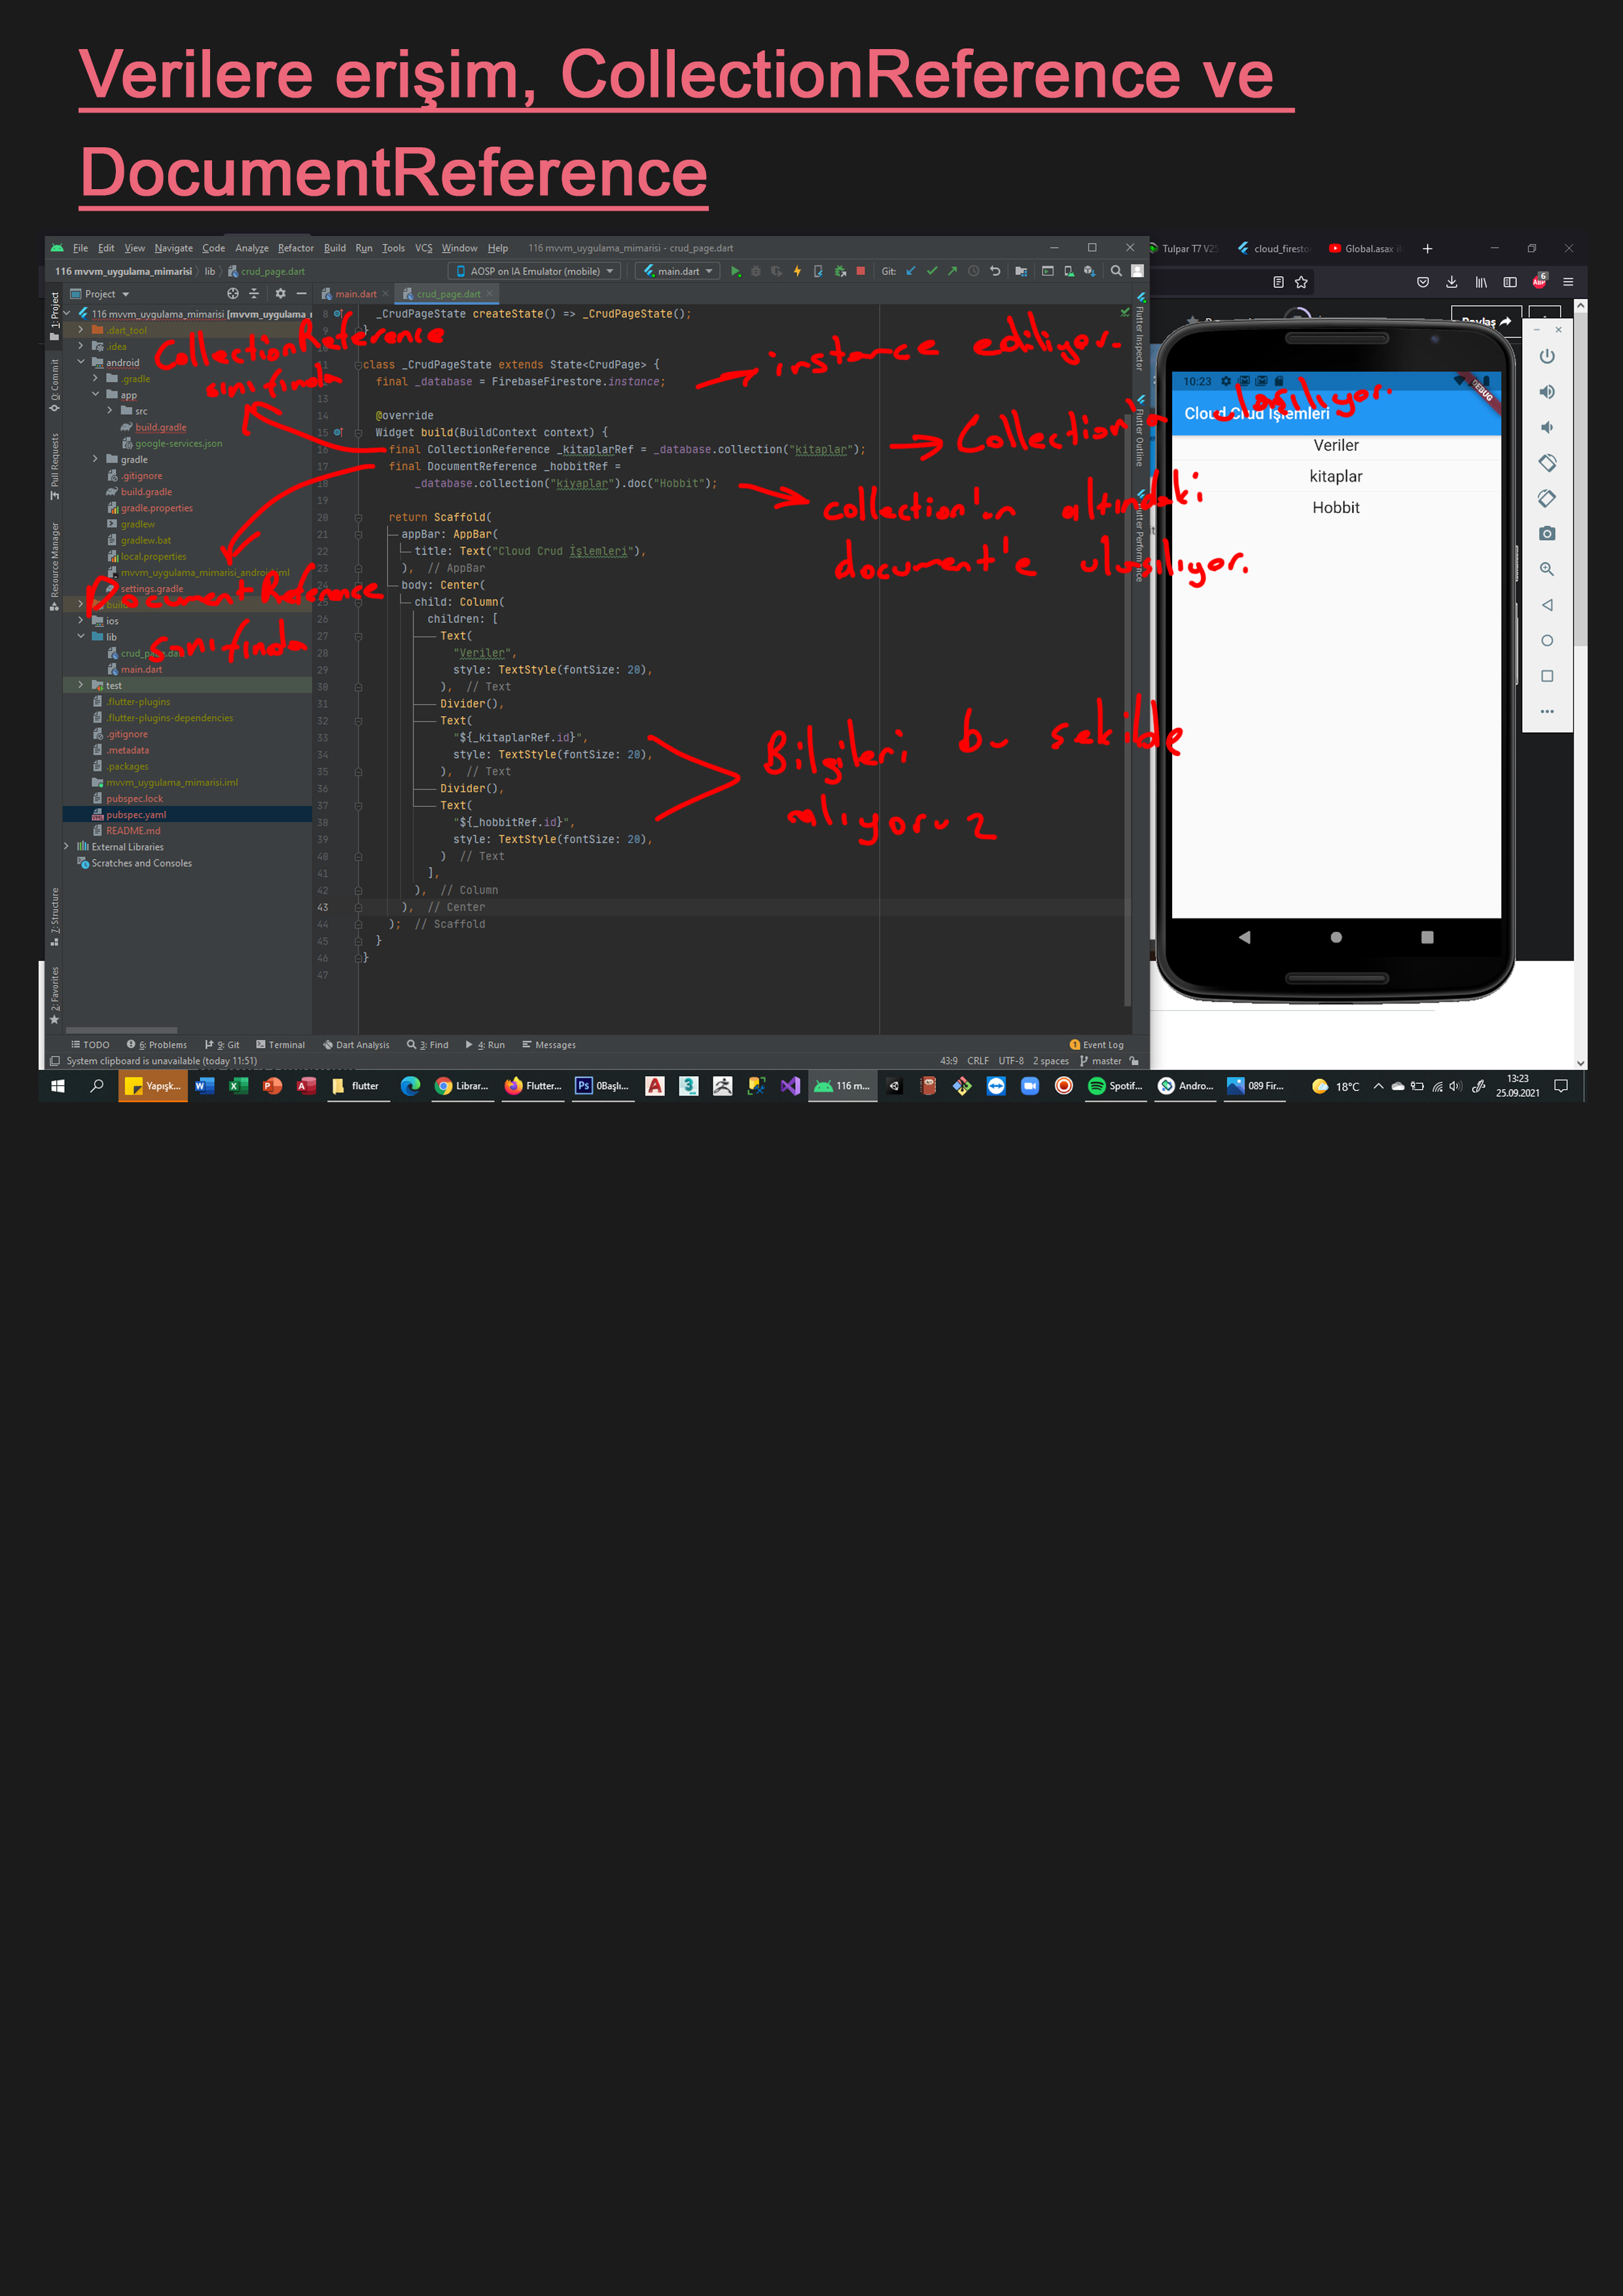 Verilere erişim, CollectionReference ve
DocumentReference
File Edit View Navigate Code Analyze Refactor Build Run Tools VCS Window Help 116 mvvm_uygulama_mimarisi - crud_page.dart
Tulpar T7 V25 cloud_firesto Global.asax il
116 mvvm_uygulama_mimarisi lib crud_page.dart
AOSP on IA Emulator (mobile) main.dart Git:
Project
main.dart crud_page.dart
116 mvvm_uygulama_mimarisi [mvvm_uygulama_
.dart_tool
.idea
android
.gradle
app
src
build.gradle
google-services.json
gradle
.gitignore
build.gradle
gradle.properties
gradlew
gradlew.bat
local.properties
mvvm_uygulama_mimarisi_android.iml
settings.gradle
build
ios
lib
crud_page.dart
main.dart
test
.flutter-plugins
.flutter-plugins-dependencies
.gitignore
.metadata
.packages
mvvm_uygulama_mimarisi.iml
pubspec.lock
pubspec.yaml
README.md
External Libraries
Scratches and Consoles
1: Project
0: Commit
Pull Requests
Resource Manager
7: Structure
2: Favorites
8 _CrudPageState createState() => _CrudPageState();
9 }
11 class _CrudPageState extends State<CrudPage> {
final _database = FirebaseFirestore.instance;
13
14 @override
15 Widget build(BuildContext context) {
16 final CollectionReference _kitaplarRef = _database.collection("kitaplar");
17 final DocumentReference _hobbitRef =
18 _database.collection("kiyaplar").doc("Hobbit");
19
20 return Scaffold(
21 appBar: AppBar(
22 title: Text("Cloud Crud İşlemleri"),
23 ), // AppBar
24 body: Center(
25 child: Column(
26 children: [
27 Text(
28 "Veriler",
29 style: TextStyle(fontSize: 20),
30 ), // Text
31 Divider(),
32 Text(
33 "${_kitaplarRef.id}",
34 style: TextStyle(fontSize: 20),
35 ), // Text
36 Divider(),
37 Text(
38 "${_hobbitRef.id}",
39 style: TextStyle(fontSize: 20),
40 ) // Text
41 ],
42 ), // Column
43 ), // Center
44 ); // Scaffold
45 }
46 }
47
CollectionReference
sınıfında
instance ediliyor.
Collection'a ulaşılıyor.
collection'un altındaki
document'e ulaşılıyor.
DocumentReference
sınıfında
Bilgileri bu sekilde
alıyoruz
Flutter Inspector
Flutter Outline
Flutter Performance
Paylaş
10:23
DEBUG
Cloud Crud İşlemleri
Veriler
kitaplar
Hobbit
TODO 6: Problems 9: Git Terminal Dart Analysis 3: Find 4: Run Messages Event Log
System clipboard is unavailable (today 11:51) 43:9 CRLF UTF-8 2 spaces master
Yapışk... flutter Librar... Flutter... 0Başlı... 116 m... Spotif... Andro... 089 Fir... 18°C 13:23
25.09.2021